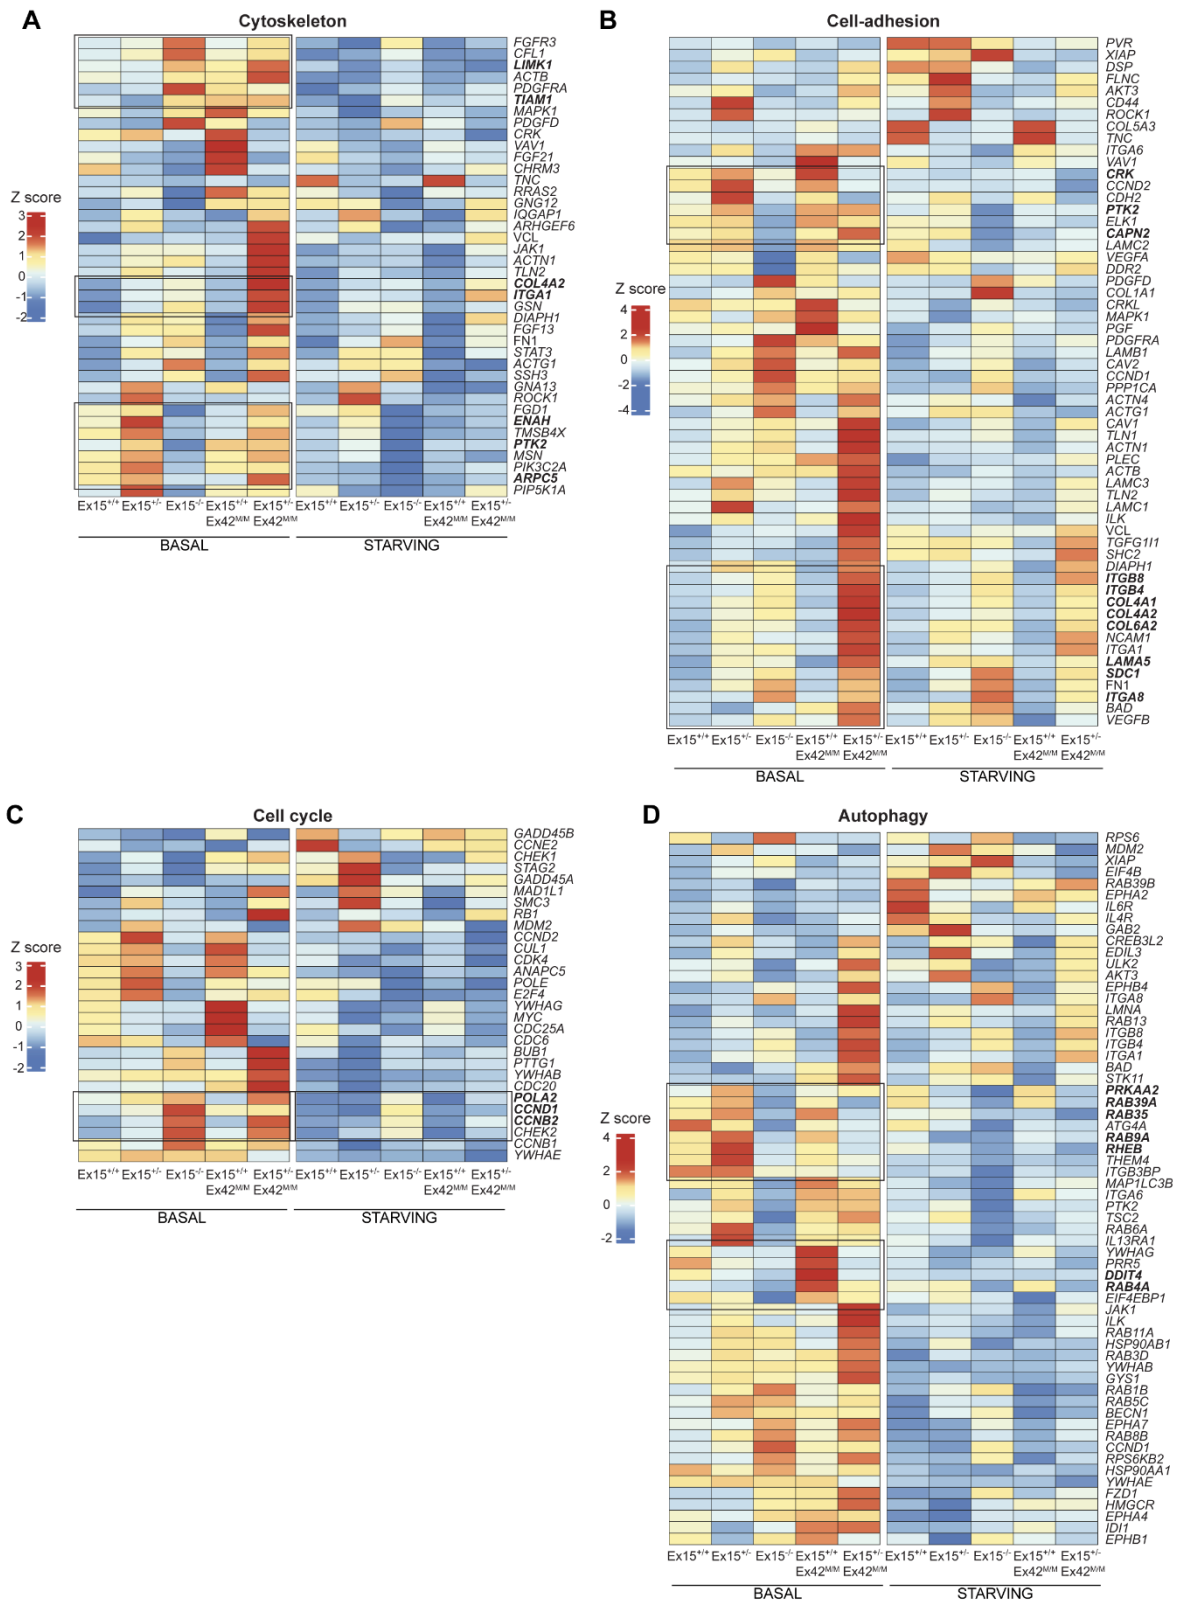 A
Cytoskeleton
Z score
3
2
1
0
-1
-2
FGFR3
CFL1
LIMK1
ACTB
PDGFRA
TIAM1
MAPK1
PDGFD
CRK
VAV1
FGF21
CHRM3
TNC
RRAS2
GNG12
IQGAP1
ARHGEF6
VCL
JAK1
ACTN1
TLN2
COL4A2
ITGA1
GSN
DIAPH1
FGF13
FN1
STAT3
ACTG1
SSH3
GNA13
ROCK1
FGD1
ENAH
TMSB4X
PTK2
MSN
PIK3C2A
ARPC5
PIP5K1A
Ex15+/+ Ex15+/- Ex15-/- Ex15+/+ Ex15+/- Ex15+/+ Ex15+/- Ex15-/- Ex15+/+ Ex15+/-
Ex42M/M Ex42M/M Ex42M/M Ex42M/M
BASAL STARVING
B
Cell-adhesion
Z score
4
2
0
-2
-4
PVR
XIAP
DSP
FLNC
AKT3
CD44
ROCK1
COL5A3
TNC
ITGA6
VAV1
CRK
CCND2
CDH2
PTK2
ELK1
CAPN2
LAMC2
VEGFA
DDR2
PDGFD
COL1A1
CRKL
MAPK1
PGF
PDGFRA
LAMB1
CAV2
CCND1
PPP1CA
ACTN4
ACTG1
CAV1
TLN1
ACTN1
PLEC
ACTB
LAMC3
TLN2
LAMC1
ILK
VCL
TGFG1I1
SHC2
DIAPH1
ITGB8
ITGB4
COL4A1
COL4A2
COL6A2
NCAM1
ITGA1
LAMA5
SDC1
FN1
ITGA8
BAD
VEGFB
Ex15+/+ Ex15+/- Ex15-/- Ex15+/+ Ex15+/- Ex15+/+ Ex15+/- Ex15-/- Ex15+/+ Ex15+/-
Ex42M/M Ex42M/M Ex42M/M Ex42M/M
BASAL STARVING
C
Cell cycle
Z score
3
2
1
0
-1
-2
GADD45B
CCNE2
CHEK1
STAG2
GADD45A
MAD1L1
SMC3
RB1
MDM2
CCND2
CUL1
CDK4
ANAPC5
POLE
E2F4
YWHAG
MYC
CDC25A
CDC6
BUB1
PTTG1
YWHAB
CDC20
POLA2
CCND1
CCNB2
CHEK2
CCNB1
YWHAE
Ex15+/+ Ex15+/- Ex15-/- Ex15+/+ Ex15+/- Ex15+/+ Ex15+/- Ex15-/- Ex15+/+ Ex15+/-
Ex42M/M Ex42M/M Ex42M/M Ex42M/M
BASAL STARVING
D
Autophagy
Z score
4
2
0
-2
RPS6
MDM2
XIAP
EIF4B
RAB39B
EPHA2
IL6R
IL4R
GAB2
CREB3L2
EDIL3
ULK2
AKT3
EPHB4
ITGA8
LMNA
RAB13
ITGB8
ITGB4
ITGA1
BAD
STK11
PRKAA2
RAB39A
RAB35
ATG4A
RAB9A
RHEB
THEM4
ITGB3BP
MAP1LC3B
ITGA6
PTK2
TSC2
RAB6A
IL13RA1
YWHAG
PRR5
DDIT4
RAB4A
EIF4EBP1
JAK1
ILK
RAB11A
HSP90AB1
RAB3D
YWHAB
GYS1
RAB1B
RAB5C
BECN1
EPHA7
RAB8B
CCND1
RPS6KB2
HSP90AA1
YWHAE
FZD1
HMGCR
EPHA4
IDI1
EPHB1
Ex15+/+ Ex15+/- Ex15-/- Ex15+/+ Ex15+/- Ex15+/+ Ex15+/- Ex15-/- Ex15+/+ Ex15+/-
Ex42M/M Ex42M/M Ex42M/M Ex42M/M
BASAL STARVING